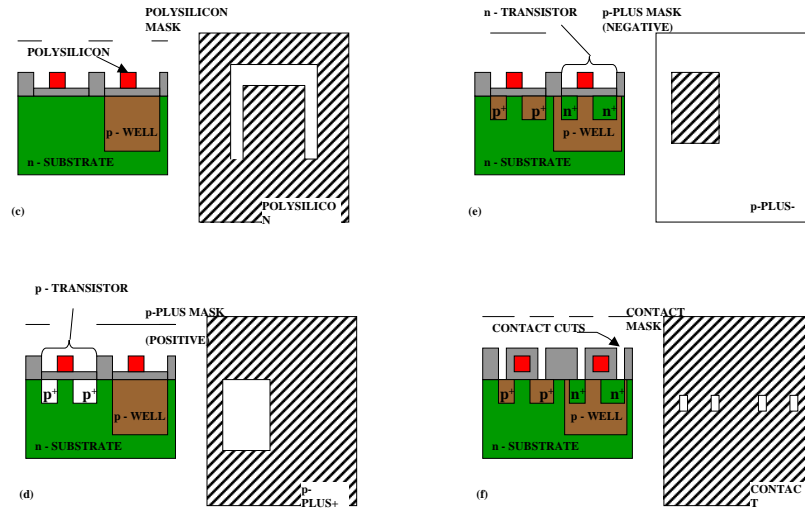 POLYSILICON
MASK
POLYSILICON
p - WELL
n - SUBSTRATE
(c)
POLYSILICO
N
n - TRANSISTOR
p-PLUS MASK
(NEGATIVE)
p+ p+ n+ n+
p - WELL
n - SUBSTRATE
(e)
p-PLUS-
p - TRANSISTOR
p-PLUS MASK
(POSITIVE)
p+ p+
p - WELL
n - SUBSTRATE
(d)
p-
PLUS+
CONTACT
MASK
CONTACT CUTS
p+ p+ n+ n+
p - WELL
n - SUBSTRATE
(f)
CONTAC
T